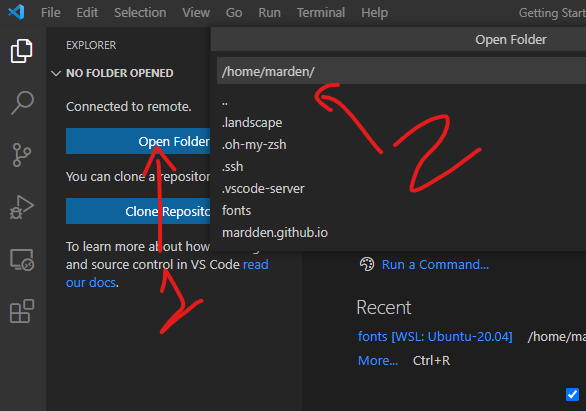 File Edit Selection View Go Run Terminal Help Getting Start
EXPLORER
NO FOLDER OPENED
Connected to remote.
Open Folder
You can clone a repository
Clone Reposito
To learn more about how g
and source control in VS Code read
our docs.
1
Open Folder
/home/marden/
..
.landscape
.oh-my-zsh
.ssh
.vscode-server
fonts
mardden.github.io
2
Run a Command...
Recent
fonts [WSL: Ubuntu-20.04] /home/ma
More... Ctrl+R